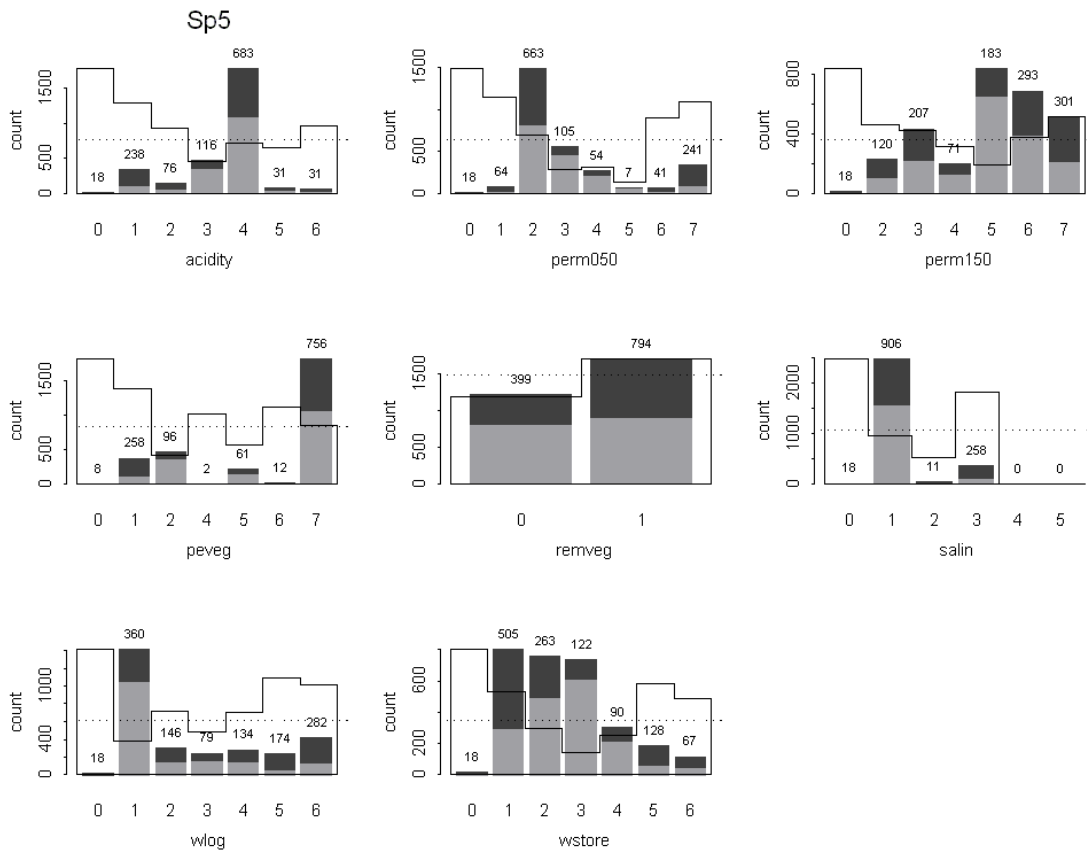 Sp5
count
0 500 1500
18 238 76 116 683 31 31
0 1 2 3 4 5 6
acidity
count
0 500 1500
18 64 663 105 54 7 41 241
0 1 2 3 4 5 6 7
perm050
count
0 400 800
18 120 207 71 183 293 301
0 2 3 4 5 6 7
perm150
count
0 500 1500
8 258 96 2 61 12 756
0 1 2 4 5 6 7
peveg
count
0 500 1500
399 794
0 1
remveg
count
0 1000 2000
18 906 11 258 0 0
0 1 2 3 4 5
salin
count
0 400 1000
18 360 146 79 134 174 282
0 1 2 3 4 5 6
wlog
count
0 200 600
18 505 263 122 90 128 67
0 1 2 3 4 5 6
wstore